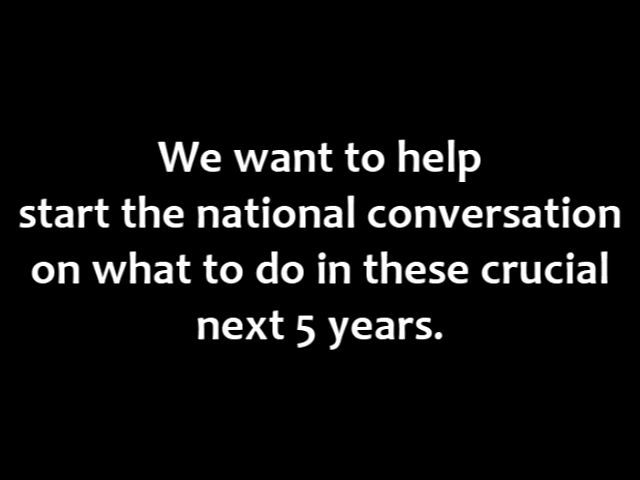 We want to help
start the national conversation
on what to do in these crucial
next 5 years.